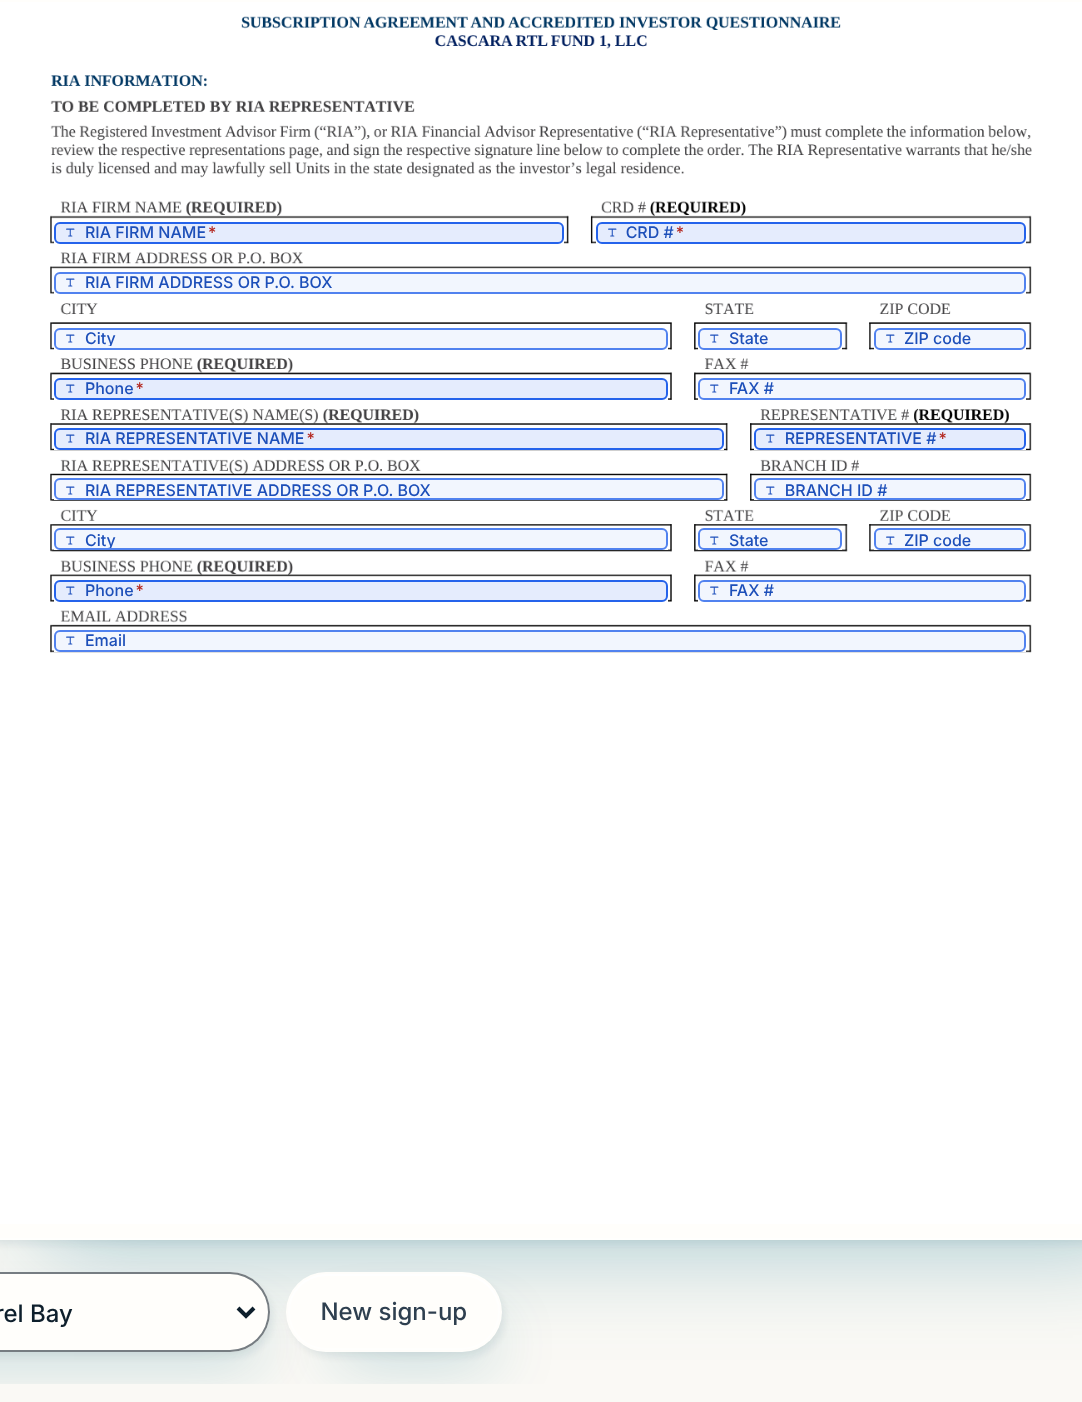 SUBSCRIPTION AGREEMENT AND ACCREDITED INVESTOR QUESTIONNAIRE
CASCARA RTL FUND 1, LLC
RIA INFORMATION:
TO BE COMPLETED BY RIA REPRESENTATIVE
The Registered Investment Advisor Firm (“RIA”), or RIA Financial Advisor Representative (“RIA Representative”) must complete the information below,
review the respective representations page, and sign the respective signature line below to complete the order. The RIA Representative warrants that he/she
is duly licensed and may lawfully sell Units in the state designated as the investor’s legal residence.
RIA FIRM NAME (REQUIRED) CRD # (REQUIRED)
RIA FIRM NAME* CRD #*
RIA FIRM ADDRESS OR P.O. BOX
RIA FIRM ADDRESS OR P.O. BOX
CITY STATE ZIP CODE
City State ZIP code
BUSINESS PHONE (REQUIRED) FAX #
Phone* FAX #
RIA REPRESENTATIVE(S) NAME(S) (REQUIRED) REPRESENTATIVE # (REQUIRED)
RIA REPRESENTATIVE NAME* REPRESENTATIVE #*
RIA REPRESENTATIVE(S) ADDRESS OR P.O. BOX BRANCH ID #
RIA REPRESENTATIVE ADDRESS OR P.O. BOX BRANCH ID #
CITY STATE ZIP CODE
City State ZIP code
BUSINESS PHONE (REQUIRED) FAX #
Phone* FAX #
EMAIL ADDRESS
Email
rel Bay New sign-up